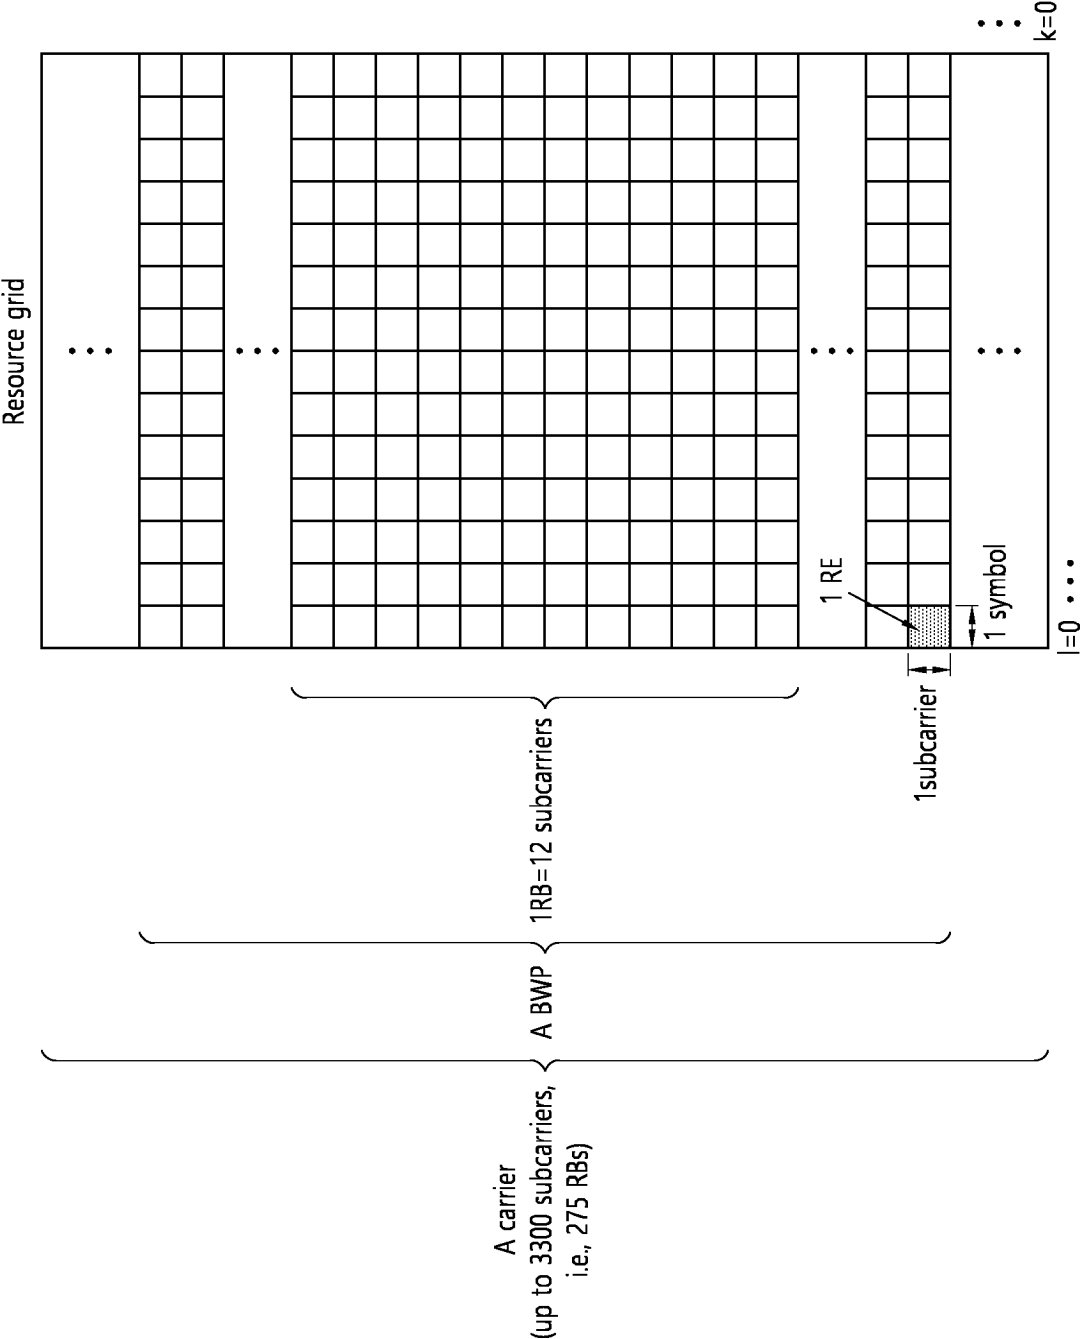 Resource grid
A carrier
(up to 3300 subcarriers,
i.e., 275 RBs)
A BWP
1RB=12 subcarriers
1 RE
1subcarrier
1 symbol
l=0
k=0